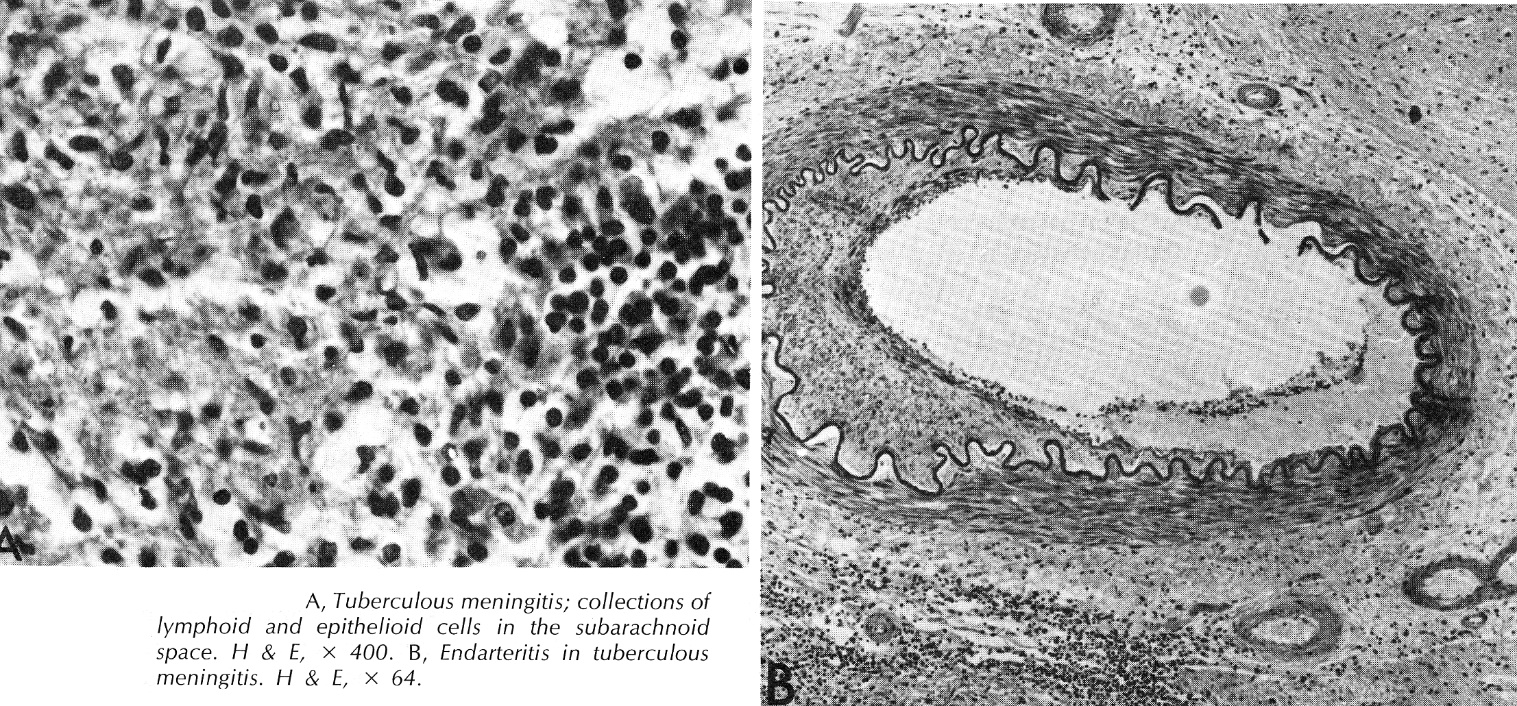 A
A, Tuberculous meningitis; collections of
lymphoid and epithelioid cells in the subarachnoid
space. H & E, × 400. B, Endarteritis in tuberculous
meningitis. H & E, × 64.
B